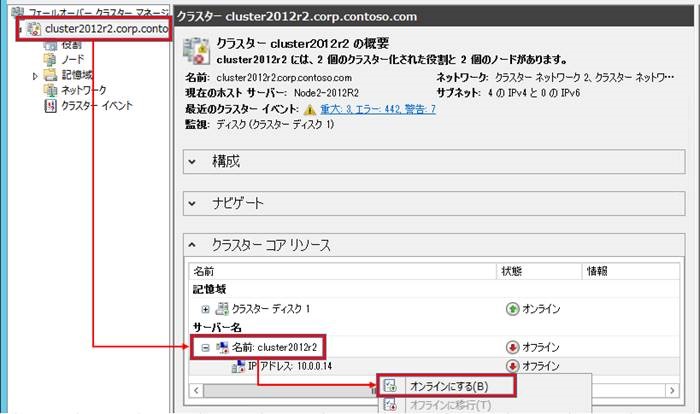 フェールオーバー クラスター マネージ
cluster2012r2.corp.conto
役割
ノード
記憶域
ネットワーク
クラスター イベント
クラスター cluster2012r2.corp.contoso.com
クラスター cluster2012r2 の概要
cluster2012r2 には、2 個のクラスター化された役割と 2 個のノードがあります。
名前: cluster2012r2.corp.contoso.com
ネットワーク: クラスター ネットワーク 2、クラスター ネットワ…
現在のホスト サーバー: Node2-2012R2
サブネット: 4 の IPv4 と 0 の IPv6
最近のクラスター イベント: 重大: 3、エラー: 442、警告: 7
監視: ディスク (クラスター ディスク 1)
構成
ナビゲート
クラスター コア リソース
名前 状態 情報
記憶域
クラスター ディスク 1 オンライン
サーバー名
名前: cluster2012r2 オフライン
IP アドレス: 10.0.0.14 オフライン
オンラインにする(B)
オフラインに移行(T)